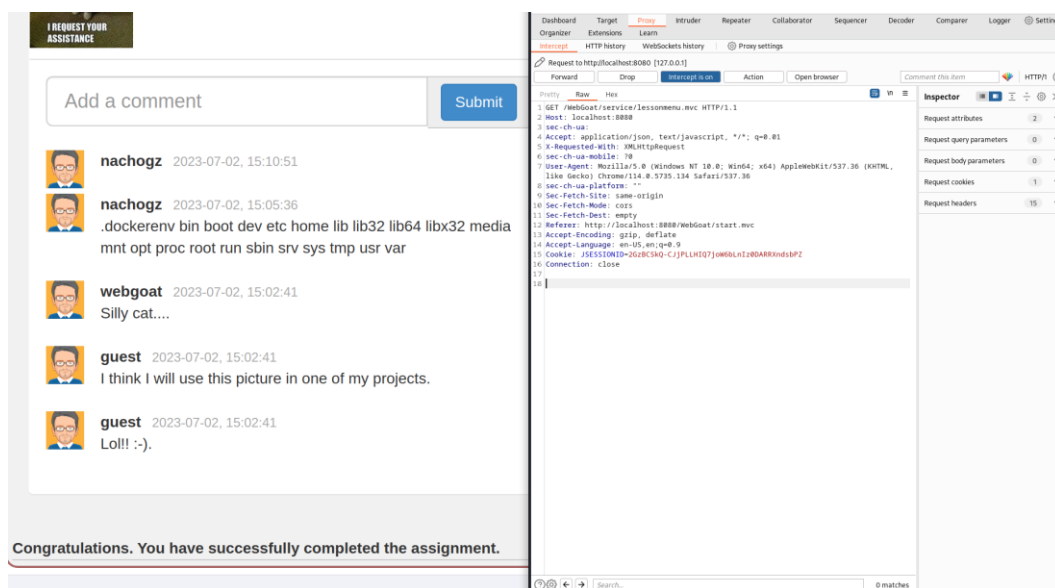 I REQUEST YOUR
ASSISTANCE
Add a comment
Submit
nachogz 2023-07-02, 15:10:51
nachogz 2023-07-02, 15:05:36
.dockerenv bin boot dev etc home lib lib32 lib64 libx32 media
mnt opt proc root run sbin srv sys tmp usr var
webgoat 2023-07-02, 15:02:41
Silly cat....
guest 2023-07-02, 15:02:41
I think I will use this picture in one of my projects.
guest 2023-07-02, 15:02:41
Lol!! :-).
Congratulations. You have successfully completed the assignment.
Dashboard Target Proxy Intruder Repeater Collaborator Sequencer Decoder Comparer Logger Settin
Organizer Extensions Learn
Intercept HTTP history WebSockets history Proxy settings
Request to http://localhost:8080 [127.0.0.1]
Forward Drop Intercept is on Action Open browser Comment this item HTTP/1
Pretty Raw Hex \n
1 GET /WebGoat/service/lessonmenu.mvc HTTP/1.1
2 Host: localhost:8080
3 sec-ch-ua:
4 Accept: application/json, text/javascript, */*; q=0.01
5 X-Requested-With: XMLHttpRequest
6 sec-ch-ua-mobile: ?0
7 User-Agent: Mozilla/5.0 (Windows NT 10.0; Win64; x64) AppleWebKit/537.36 (KHTML,
like Gecko) Chrome/114.0.5735.134 Safari/537.36
8 sec-ch-ua-platform: ""
9 Sec-Fetch-Site: same-origin
10 Sec-Fetch-Mode: cors
11 Sec-Fetch-Dest: empty
12 Referer: http://localhost:8080/WebGoat/start.mvc
13 Accept-Encoding: gzip, deflate
14 Accept-Language: en-US,en;q=0.9
15 Cookie:
16 Connection: close
17
18
Inspector
Request attributes 2
Request query parameters 0
Request body parameters 0
Request cookies 1
Request headers 15
Search...
0 matches